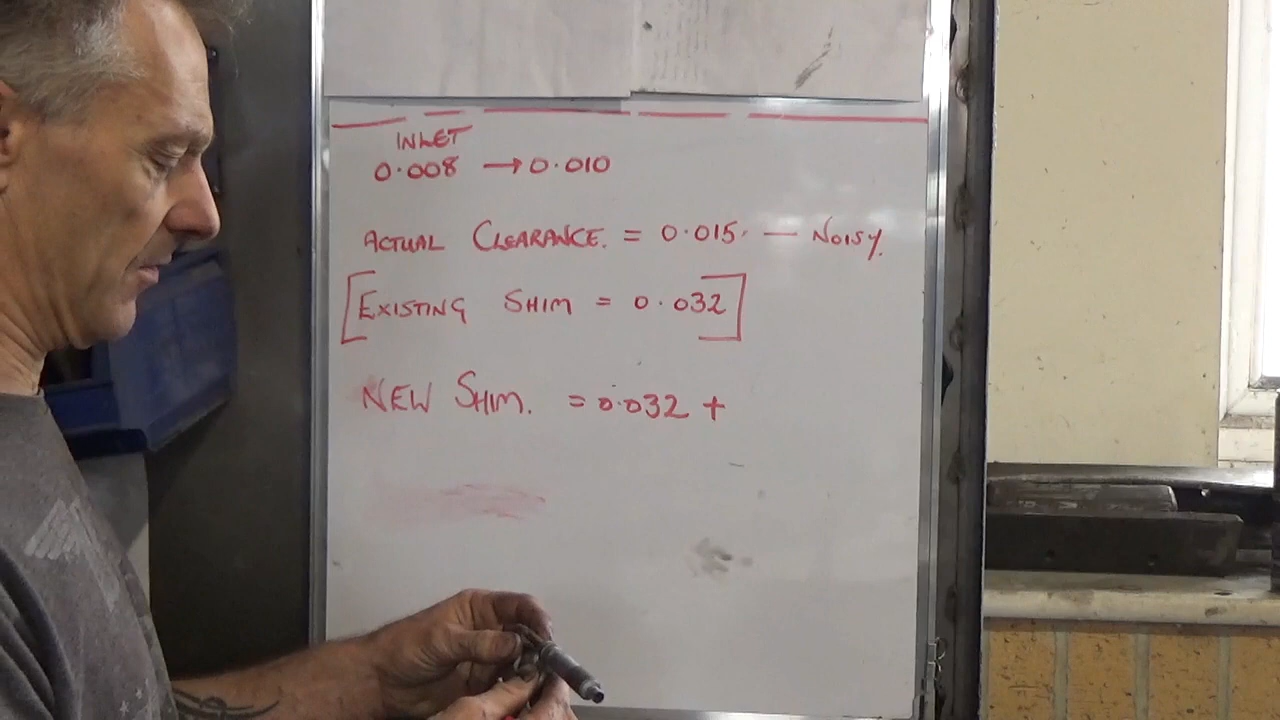 INLET
0.008 → 0.010
ACTUAL CLEARANCE. = 0.015. — NOISY.
[EXISTING SHIM = 0.032]
NEW SHIM. = 0.032 +